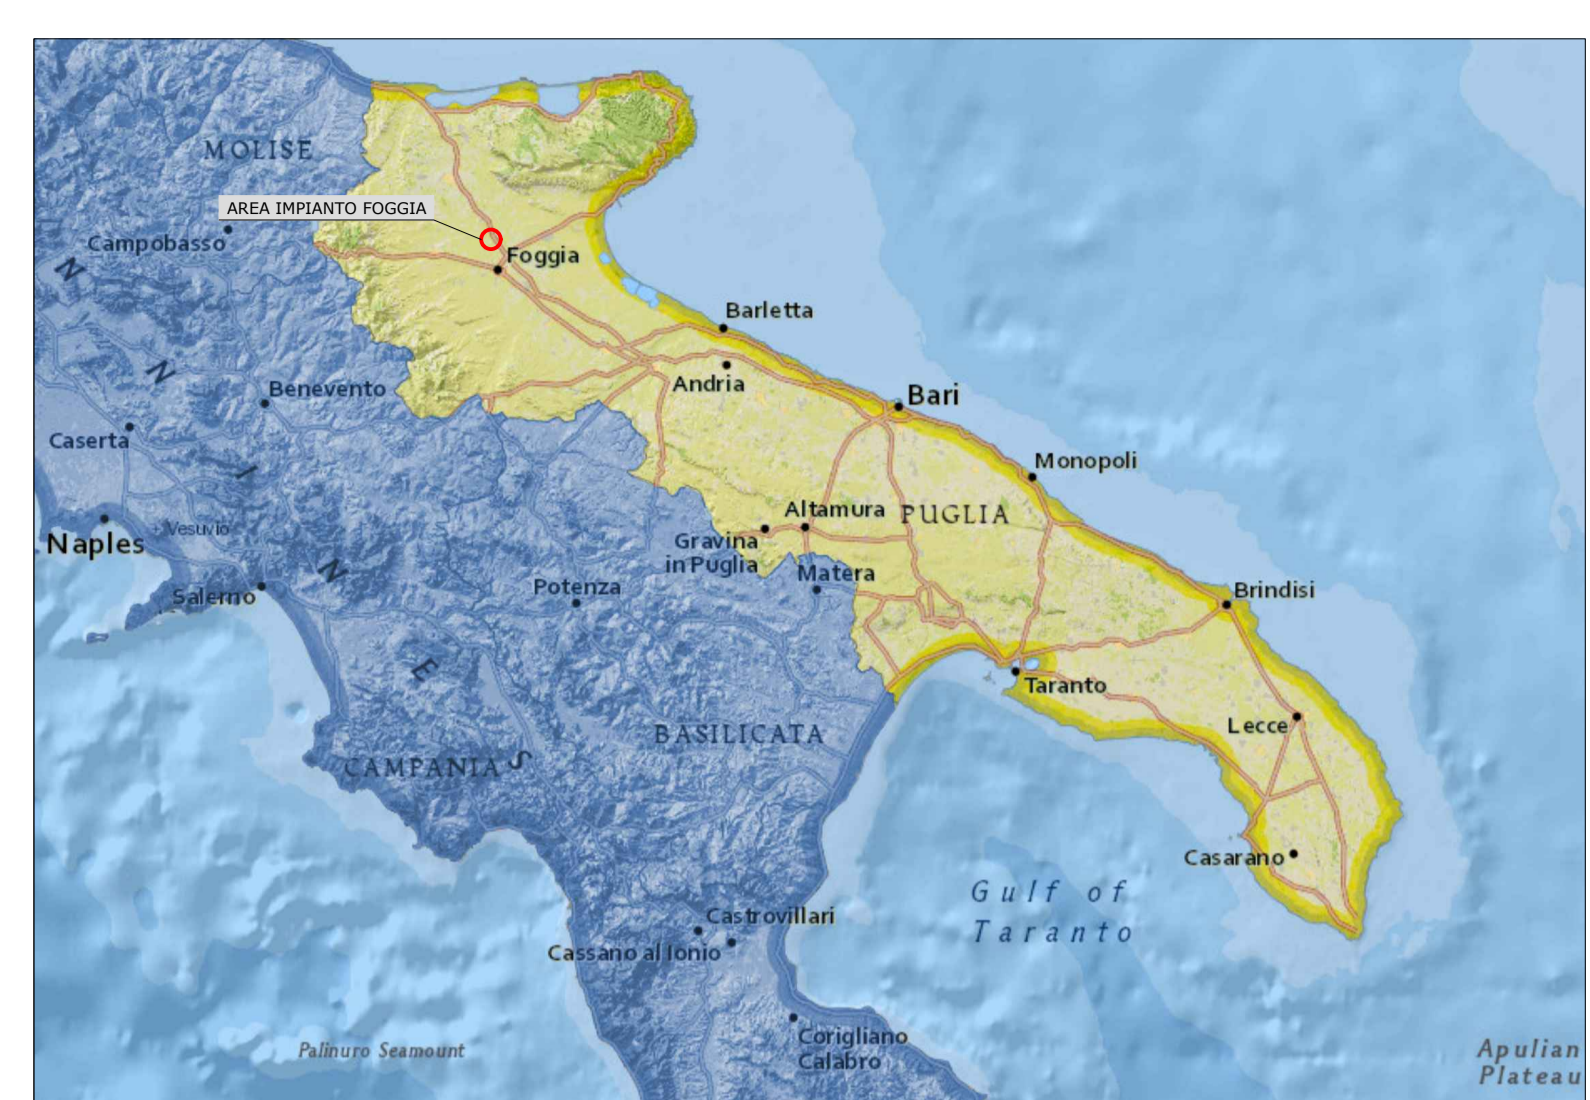 MOLISE
AREA IMPIANTO FOGGIA
Campobasso
Foggia
Barletta
Andria
Bari
Benevento
Caserta
Monopoli
Altamura
PUGLIA
Vesuvio
Naples
Gravina
in Puglia
Matera
Potenza
Salerno
Brindisi
Taranto
Lecce
BASILICATA
CAMPANIA
N
N
I
N
E
S
Casarano
Gulf of
Taranto
Castrovillari
Cassano al Ionio
Corigliano
Calabro
Palinuro Seamount
Apulian
Plateau